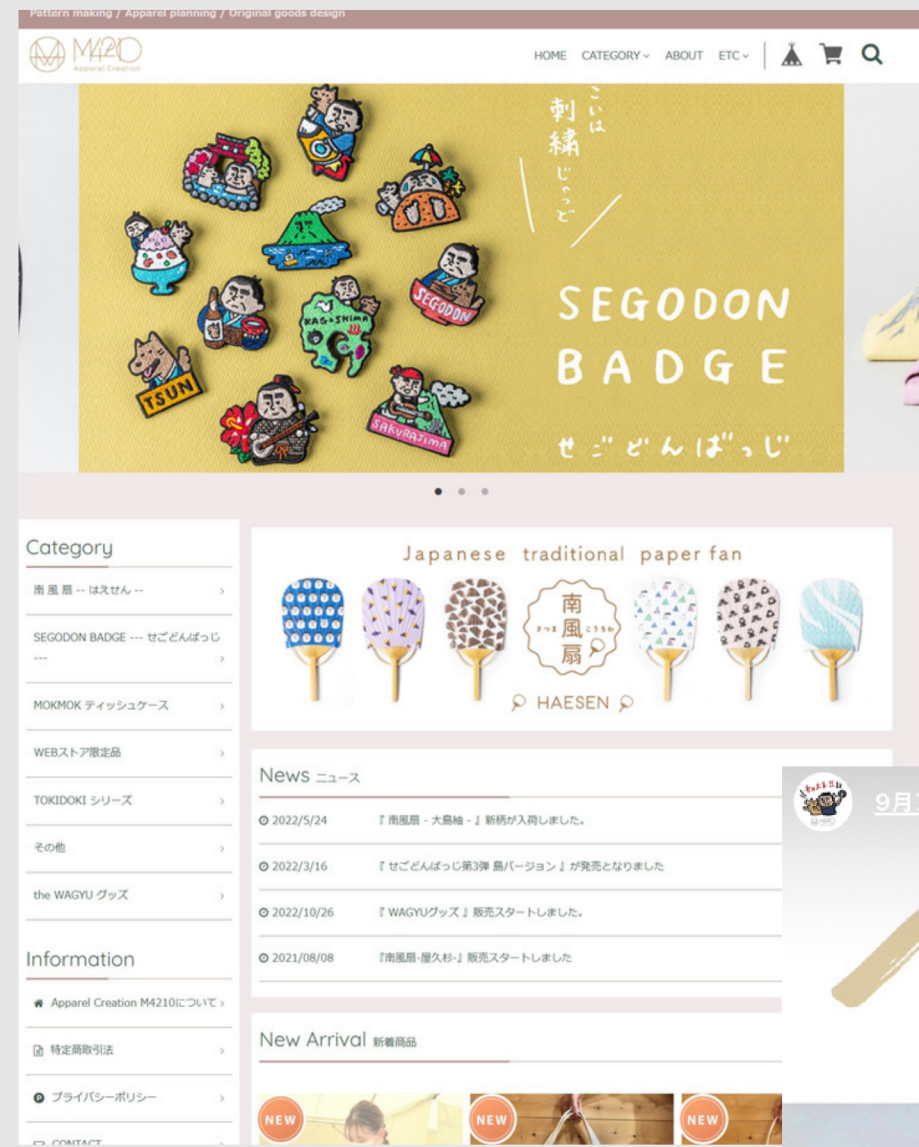 Pattern making / Apparel planning / Original goods design
M4210
Apparel Creation
HOME CATEGORY ABOUT ETC
こいは
刺繍
じゃっど
KAGOSHIMA
SEGODON
TSUN
SAKURAJIMA
SEGODON
BADGE
せごどんばっじ
Category
南風扇 -- はえせん --
SEGODON BADGE --- せごどんばっじ
---
MOKMOK ティッシュケース
WEBストア限定品
TOKIDOKI シリーズ
その他
the WAGYU グッズ
Information
Apparel Creation M4210について
特定商取引法
プライバシーポリシー
CONTACT
Japanese traditional paper fan
南風扇
さつま
HAESEN
News ニュース
2022/5/24 『 南風扇 - 大島紬 - 』新柄が入荷しました。
2022/3/16 『 せごどんばっじ第3弾 島バージョン 』が発売となりました
2022/10/26 『 WAGYUグッズ 』販売スタートしました。
2021/08/08 『南風扇-屋久杉-』販売スタートしました
New Arrival 新着商品
NEW
NEW
NEW
9月